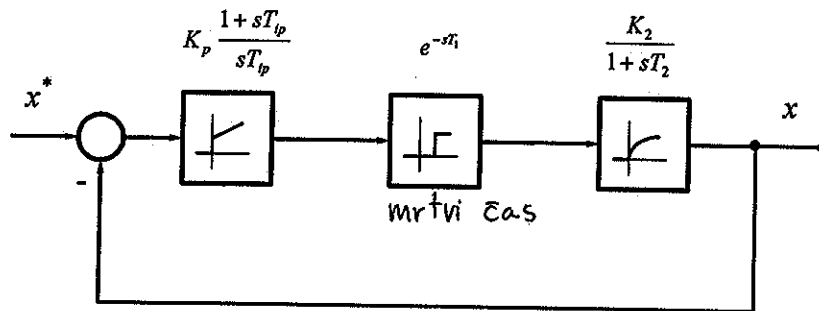 K_p (1 + sT_ip) / (sT_ip)
e^{-sT_1}
K_2 / (1 + sT_2)
x*
x
-
mrtvi čas